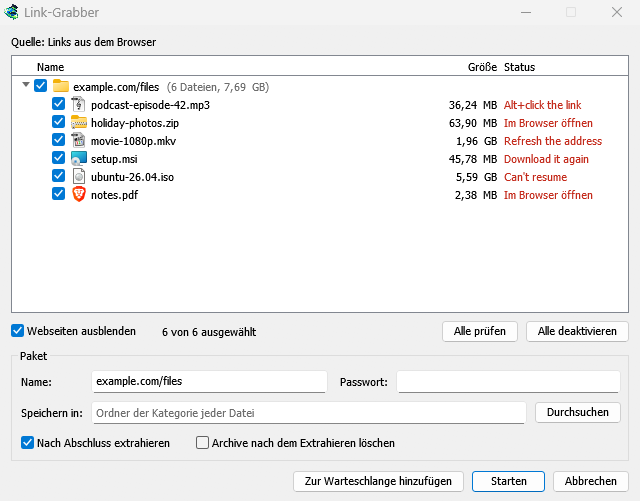 Link-Grabber
Quelle: Links aus dem Browser
Name Größe Status
example.com/files (6 Dateien, 7,69 GB)
podcast-episode-42.mp3 36,24 MB Alt+click the link
holiday-photos.zip 63,90 MB Im Browser öffnen
movie-1080p.mkv 1,96 GB Refresh the address
setup.msi 45,78 MB Download it again
ubuntu-26.04.iso 5,59 GB Can't resume
notes.pdf 2,38 MB Im Browser öffnen
Webseiten ausblenden 6 von 6 ausgewählt Alle prüfen Alle deaktivieren
Paket
Name: example.com/files Passwort:
Speichern in: Ordner der Kategorie jeder Datei Durchsuchen
Nach Abschluss extrahieren Archive nach dem Extrahieren löschen
Zur Warteschlange hinzufügen Starten Abbrechen